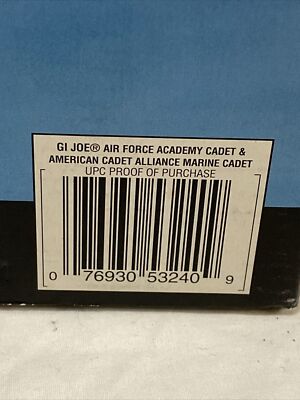 GI JOE® AIR FORCE ACADEMY CADET &
AMERICAN CADET ALLIANCE MARINE CADET
UPC PROOF OF PURCHASE
0 76930 53240 9